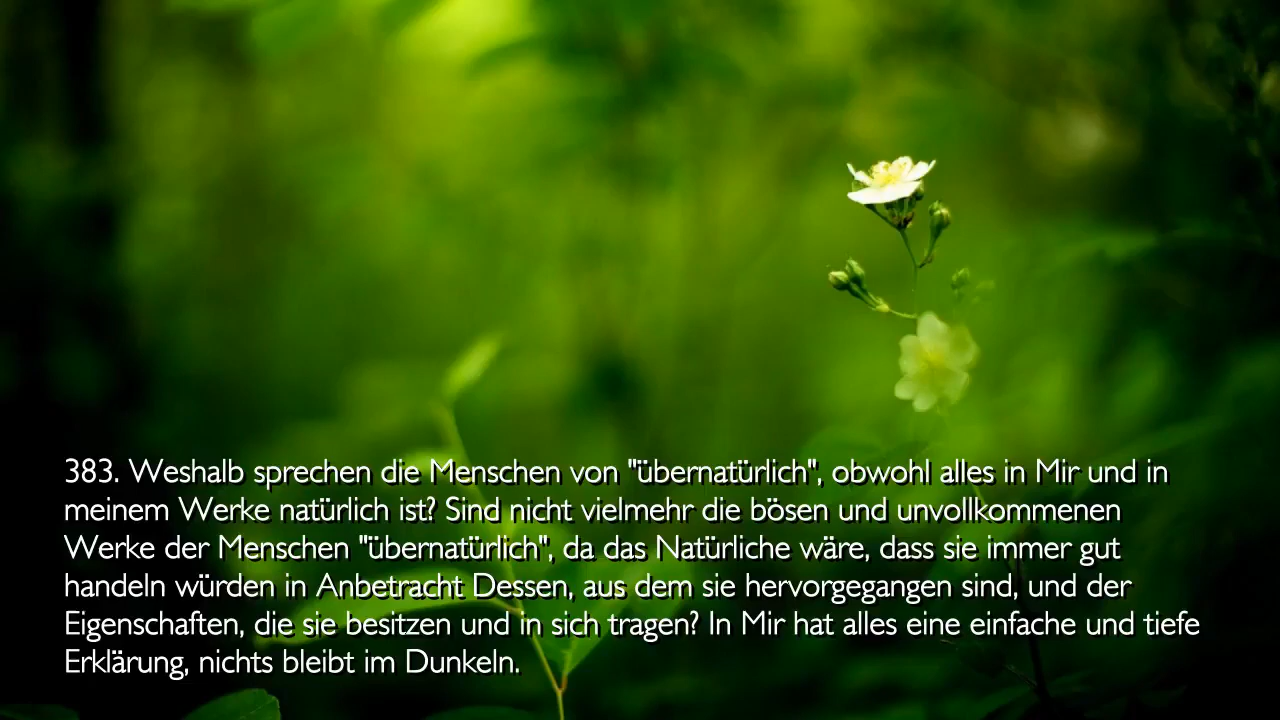 383. Weshalb sprechen die Menschen von "übernatürlich", obwohl alles in Mir und in
meinem Werke natürlich ist? Sind nicht vielmehr die bösen und unvollkommenen
Werke der Menschen "übernatürlich", da das Natürliche wäre, dass sie immer gut
handeln würden in Anbetracht Dessen, aus dem sie hervorgegangen sind, und der
Eigenschaften, die sie besitzen und in sich tragen? In Mir hat alles eine einfache und tiefe
Erklärung, nichts bleibt im Dunkeln.